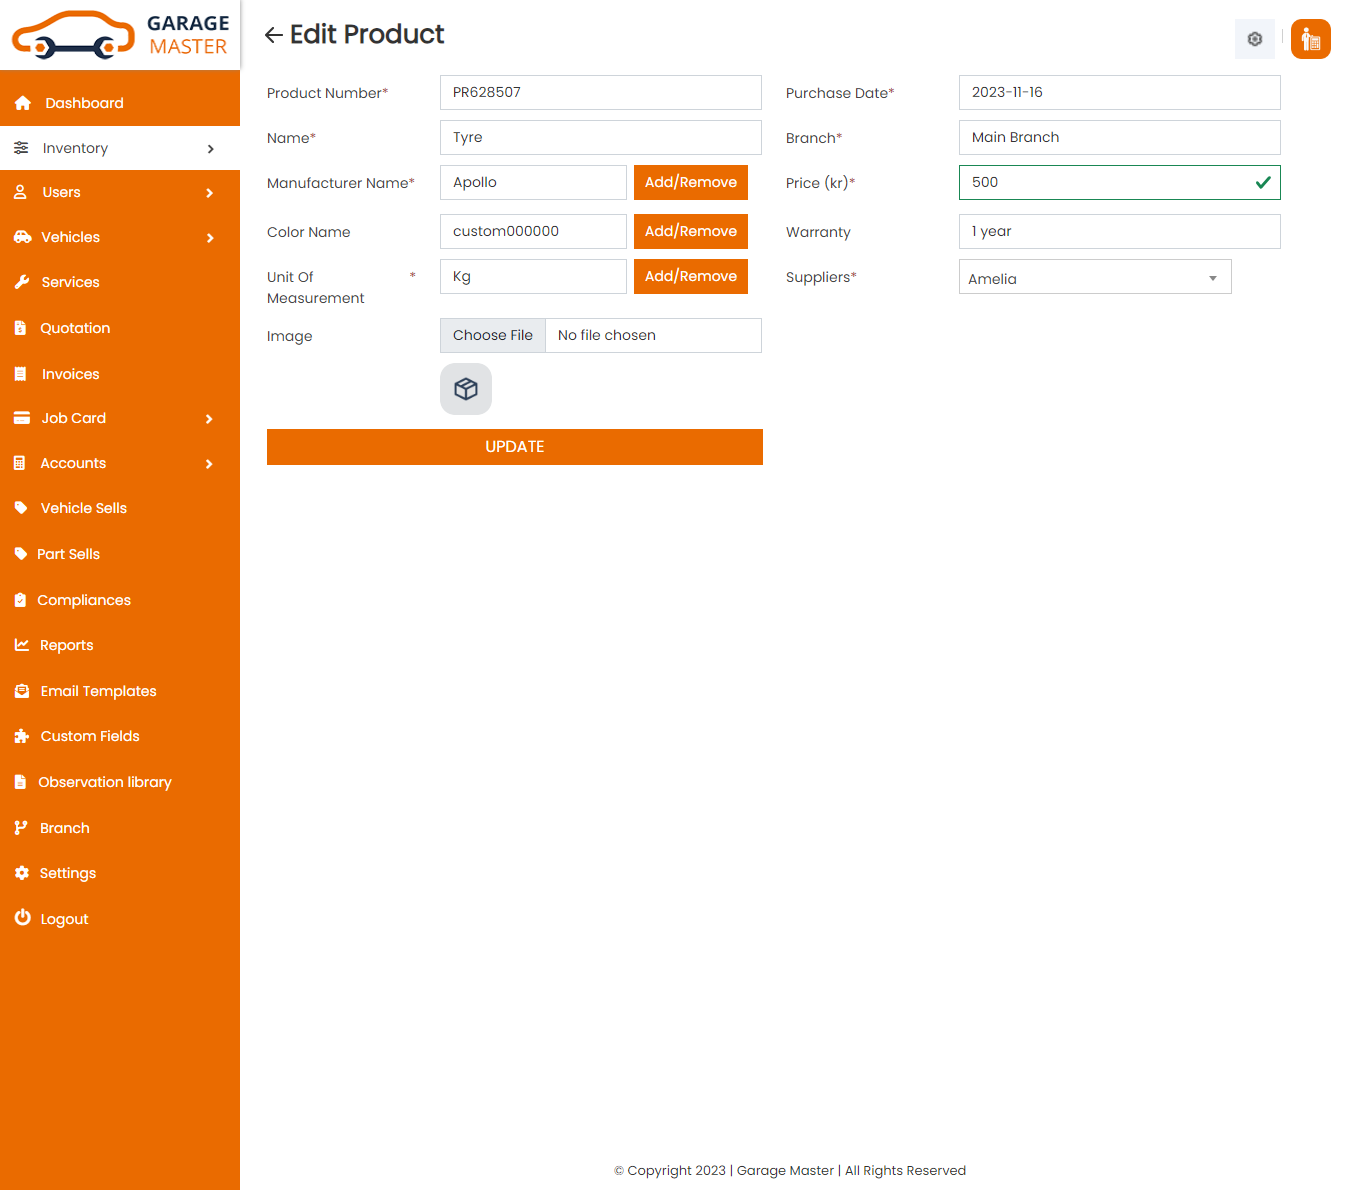 GARAGE
MASTER
Edit Product
Dashboard
Inventory
Users
Vehicles
Services
Quotation
Invoices
Job Card
Accounts
Vehicle Sells
Part Sells
Compliances
Reports
Email Templates
Custom Fields
Observation library
Branch
Settings
Logout
Product Number* PR628507
Purchase Date* 2023-11-16
Name* Tyre
Branch* Main Branch
Manufacturer Name* Apollo Add/Remove
Price (kr)* 500
Color Name custom000000 Add/Remove
Warranty 1 year
Unit Of * Kg Add/Remove
Measurement
Suppliers* Amelia
Image Choose File No file chosen
UPDATE
© Copyright 2023 | Garage Master | All Rights Reserved